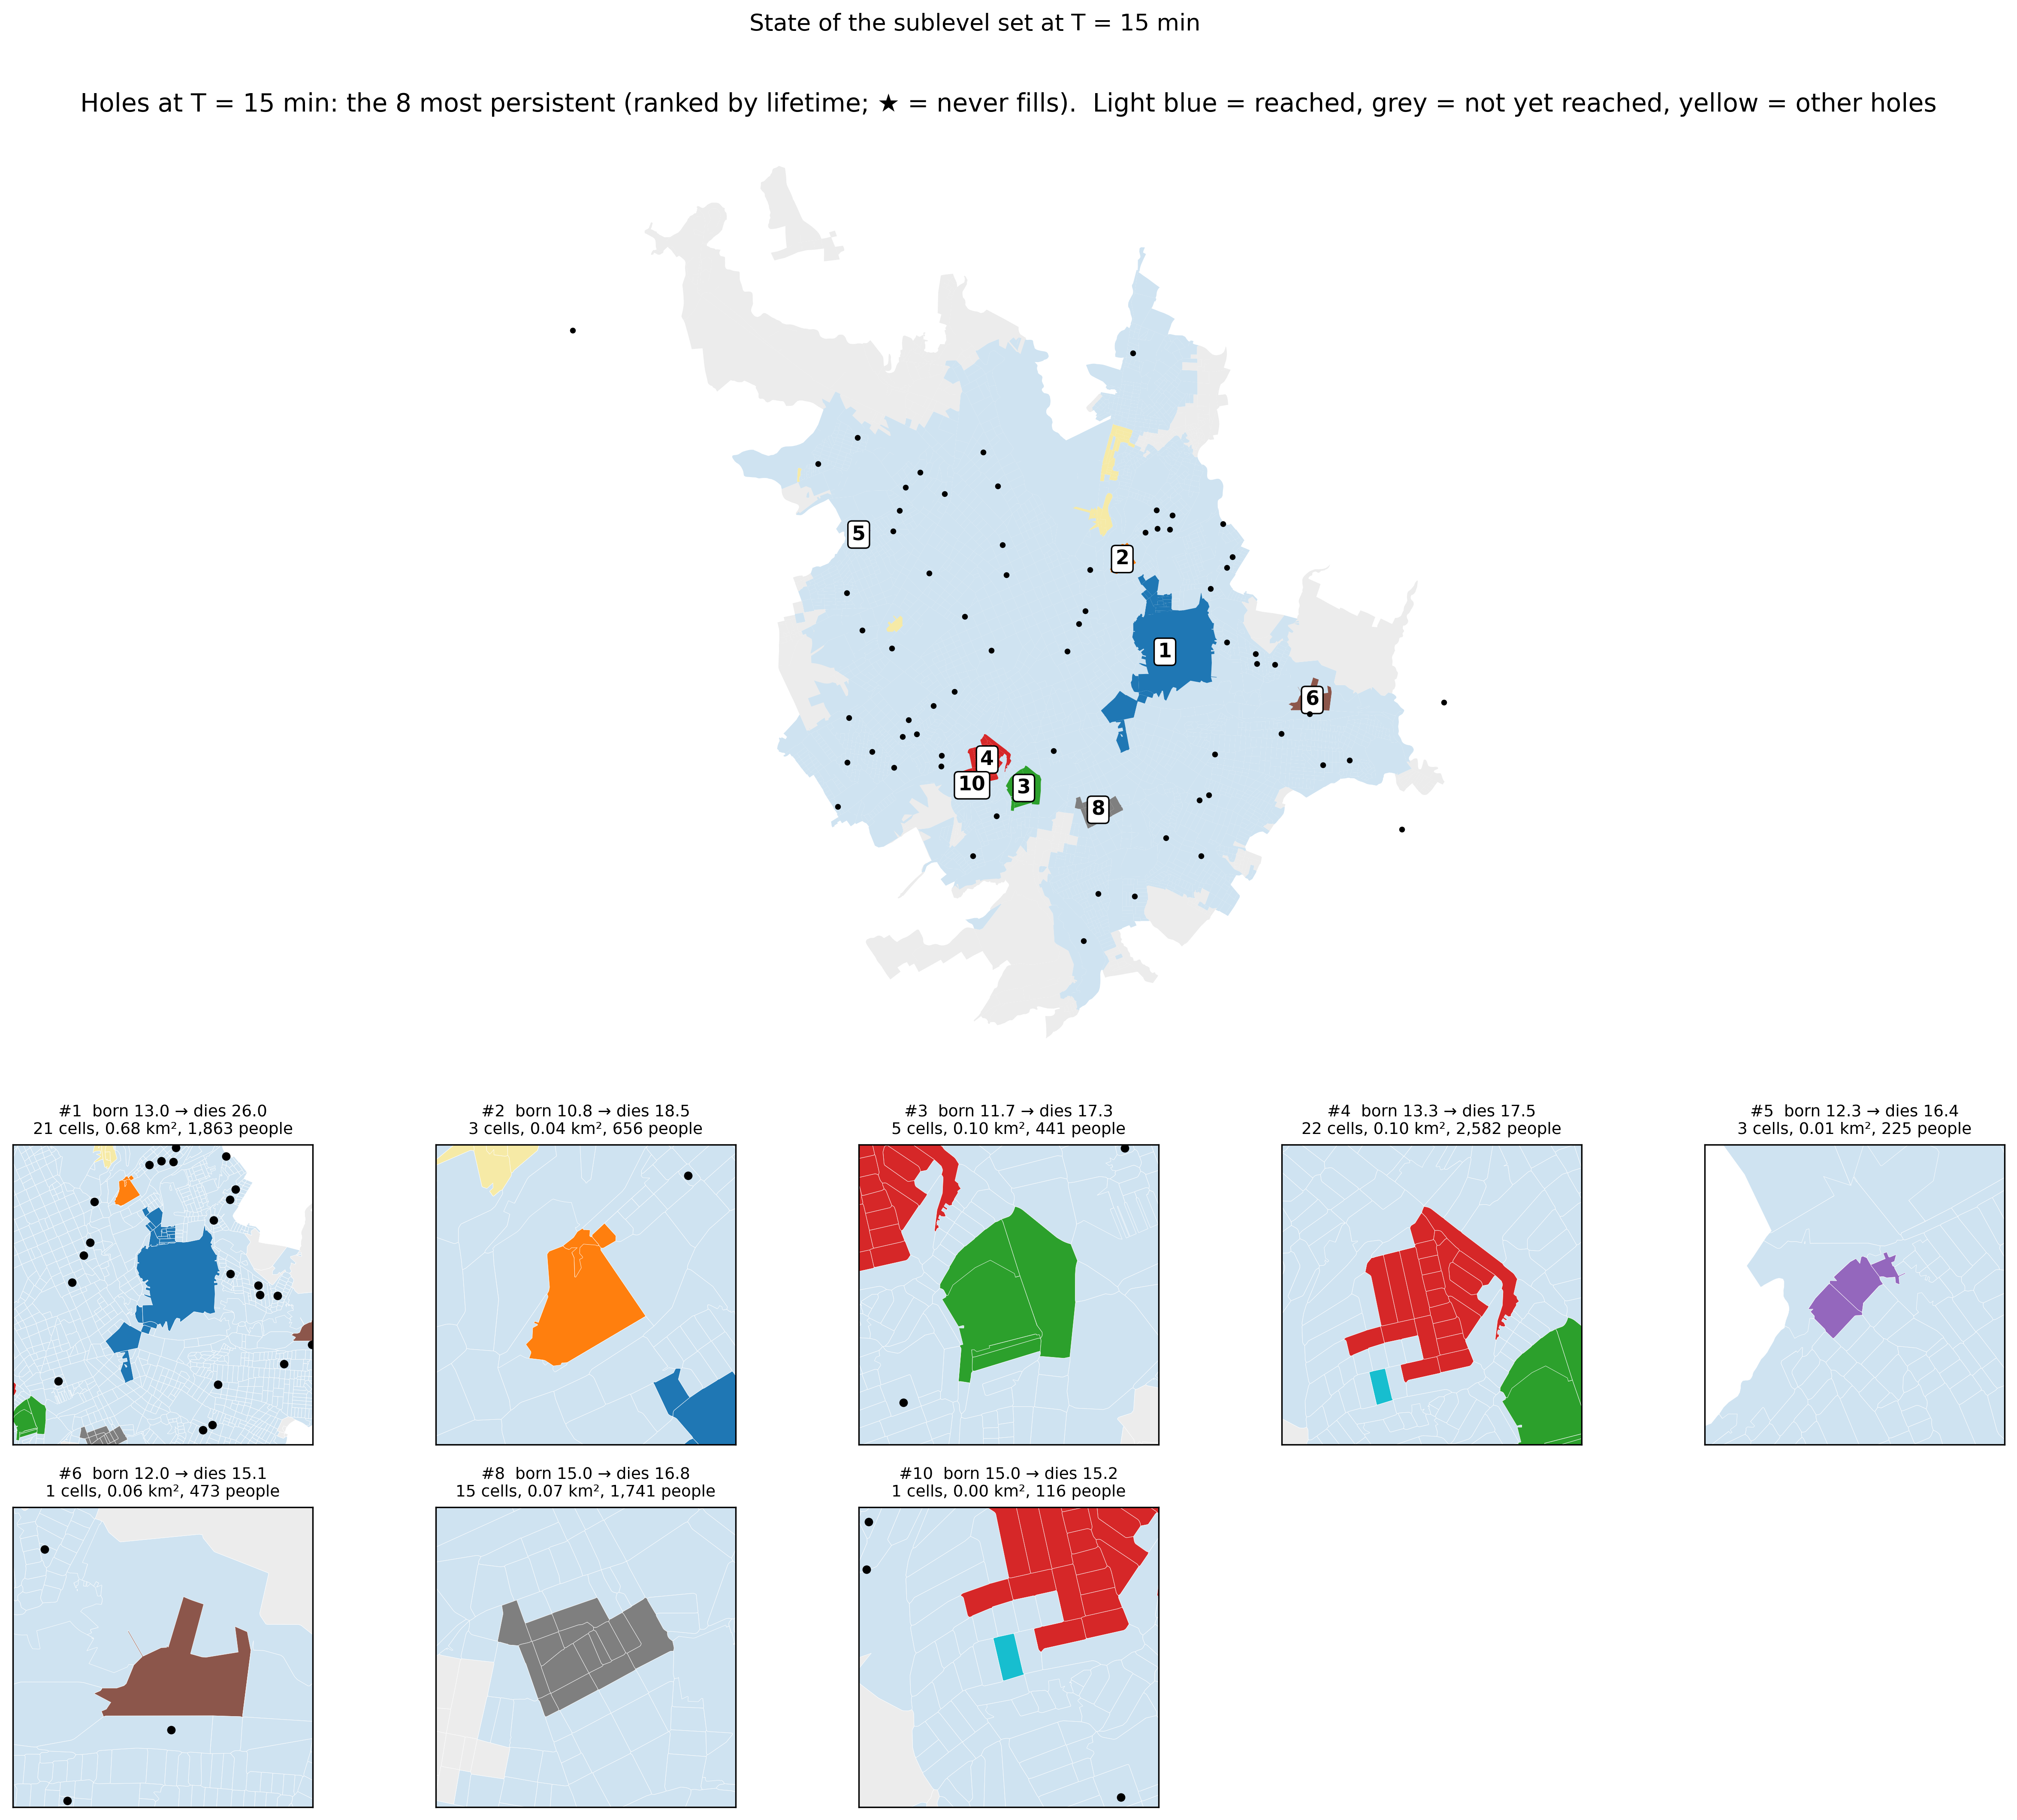 State of the sublevel set at T = 15 min
Holes at T = 15 min: the 8 most persistent (ranked by lifetime; ★ = never fills).  Light blue = reached, grey = not yet reached, yellow = other holes
5
2
1
6
4
10
3
8
#1  born 13.0 → dies 26.0
21 cells, 0.68 km², 1,863 people
#2  born 10.8 → dies 18.5
3 cells, 0.04 km², 656 people
#3  born 11.7 → dies 17.3
5 cells, 0.10 km², 441 people
#4  born 13.3 → dies 17.5
22 cells, 0.10 km², 2,582 people
#5  born 12.3 → dies 16.4
3 cells, 0.01 km², 225 people
#6  born 12.0 → dies 15.1
1 cells, 0.06 km², 473 people
#8  born 15.0 → dies 16.8
15 cells, 0.07 km², 1,741 people
#10  born 15.0 → dies 15.2
1 cells, 0.00 km², 116 people